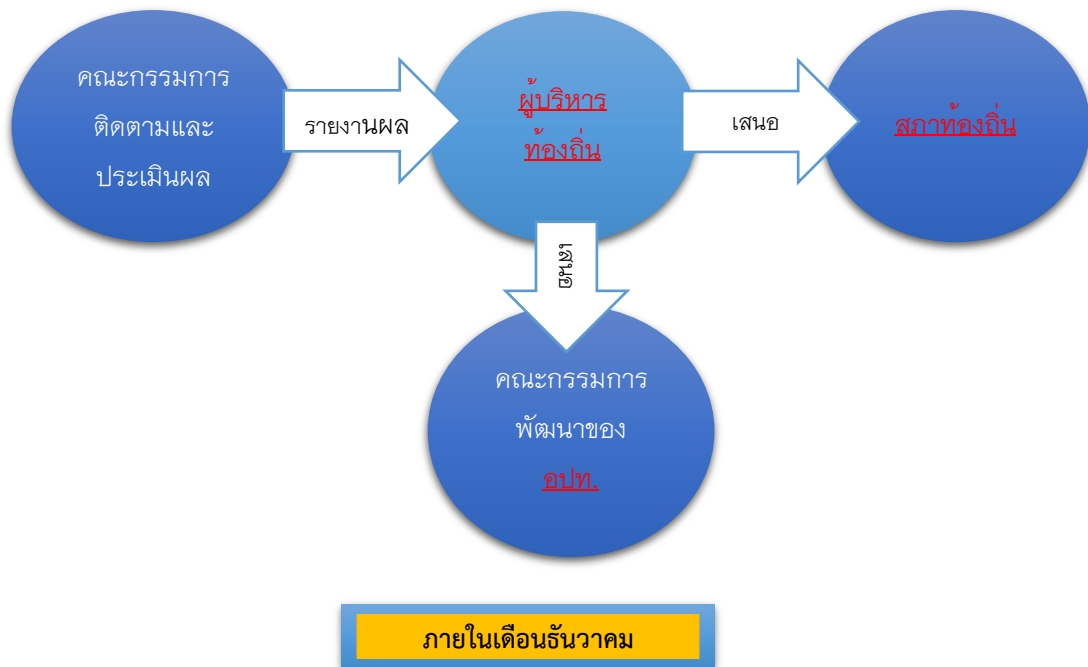 คณะกรรมการ
ติดตามและ
ประเมินผล
รายงานผล
ผู้บริหาร
ท้องถิ่น
เสนอ
สภาท้องถิ่น
เสนอ
คณะกรรมการ
พัฒนาของ
อปท.
ภายในเดือนธันวาคม